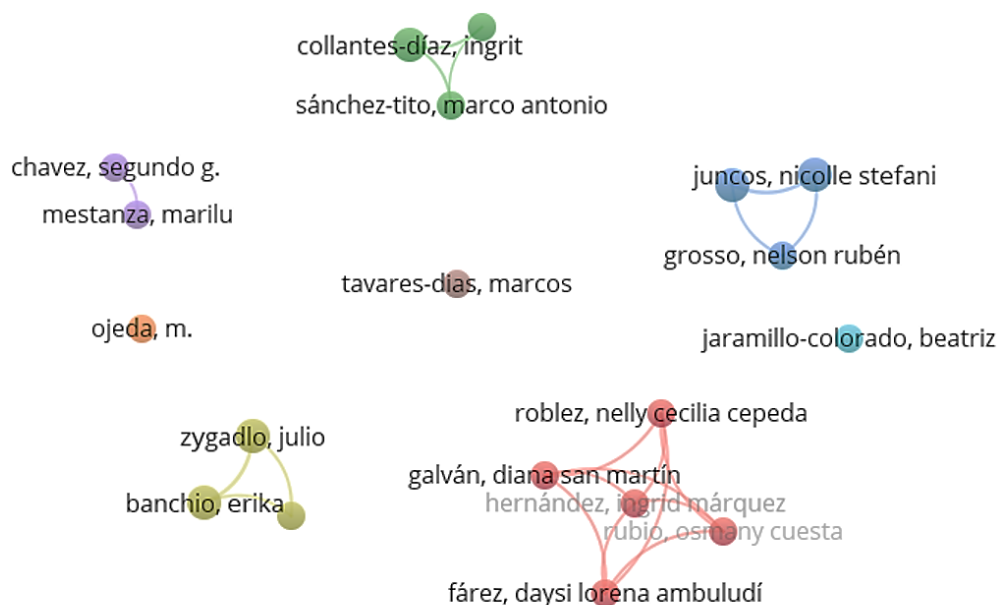 collantes-díaz, ingrit
sánchez-tito, marco antonio
chavez, segundo g.
juncos, nicolle stefani
mestanza, marilu
grosso, nelson rubén
tavares-dias, marcos
ojeda, m.
jaramillo-colorado, beatriz
roblez, nelly cecilia cepeda
zygadlo, julio
galván, diana san martín
banchio, erika
hernández, ingrid márquez
rubio, osmany cuesta
fárez, daysi lorena ambuludí